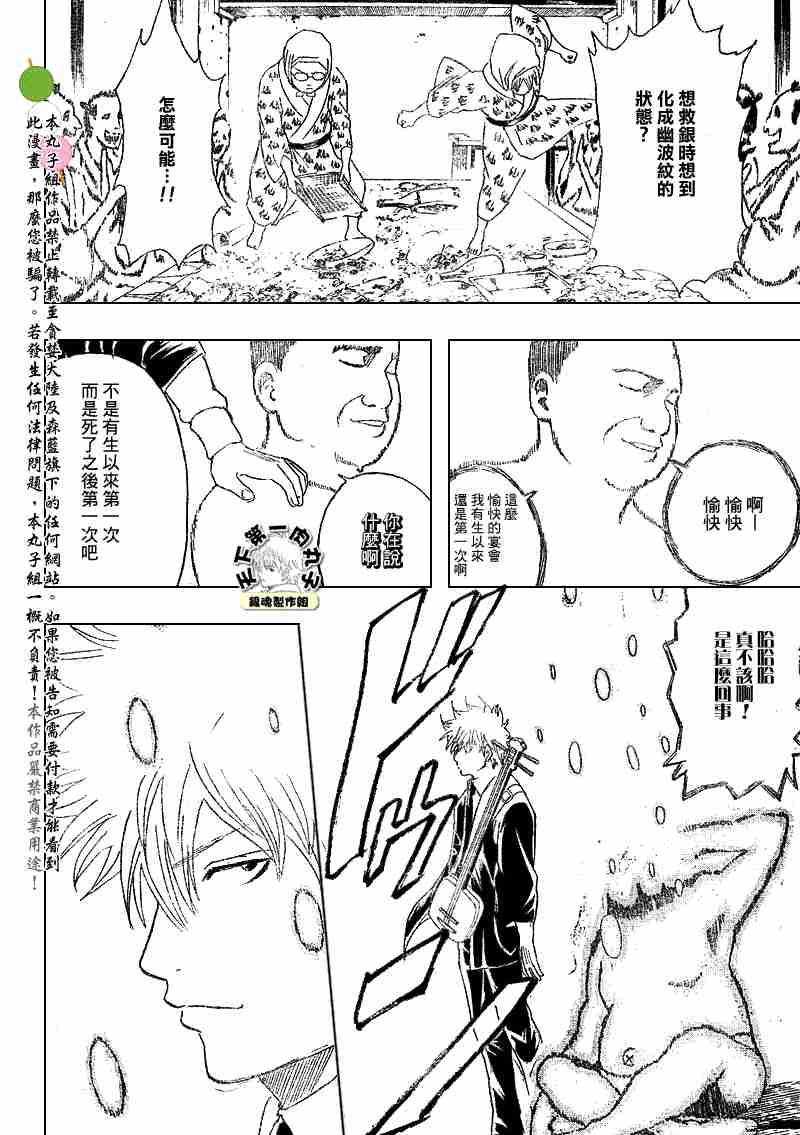 想救銀時想到
化成幽波紋的
狀態？
怎麼可能…!!
啊—
愉快
愉快
這麼
愉快的宴會
我有生以來
還是第一次啊
你在說
什麼啊
不是有生以來第一次
而是死了之後第一次吧
哈哈哈
真不該啊！
是這麼回事
天下第一肉丸子
銀魂製作組
本丸子組作品禁止轉載至貪婪大陸及森藍旗下的任何網站。如果您被告知需要付款才能看到
此漫畫，那麼您被騙了。若發生任何法律問題，本丸子組一概不負責！本作品嚴禁商業用途！